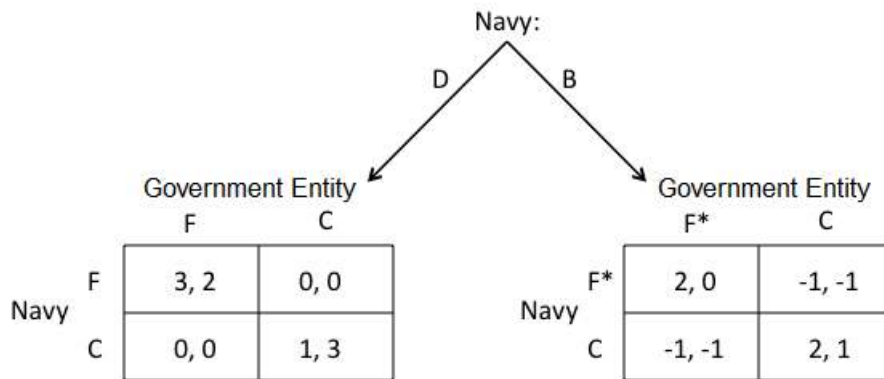 Navy:
D B
Government Entity Government Entity
F C F* C
F 3, 2 0, 0 F* 2, 0 -1, -1
Navy Navy
C 0, 0 1, 3 C -1, -1 2, 1